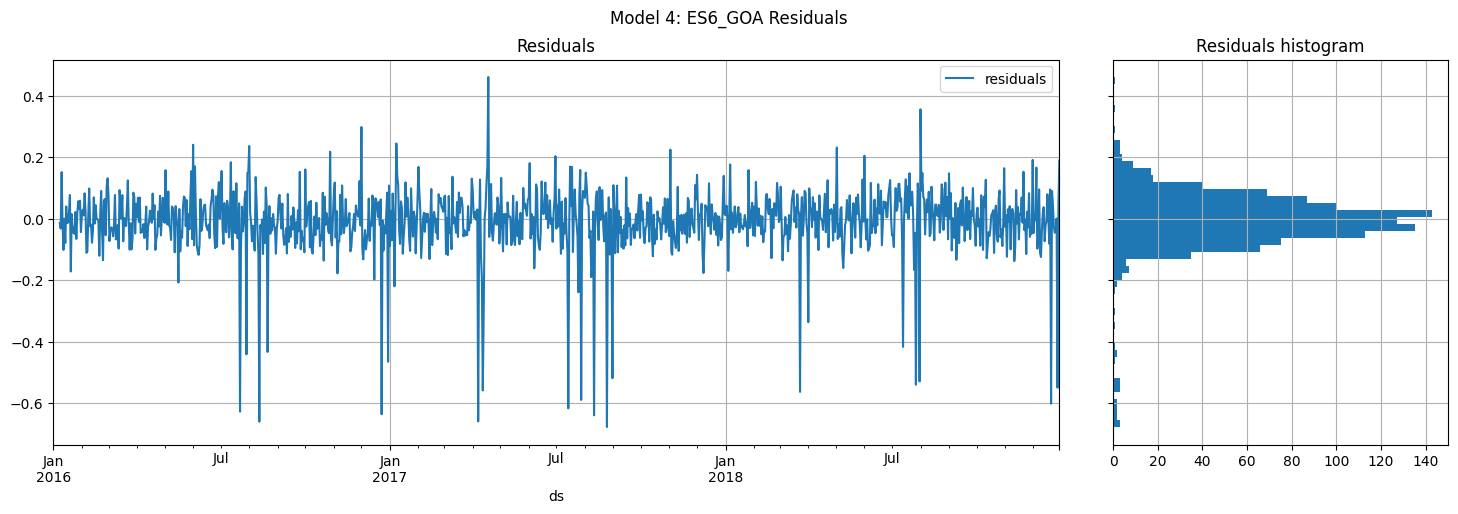 Model 4: ES6_GOA Residuals
Residuals
Residuals histogram
residuals
0.4
0.2
0.0
−0.2
−0.4
−0.6
Jan
2016
Jul
Jan
2017
Jul
Jan
2018
Jul
ds
0 20 40 60 80 100 120 140